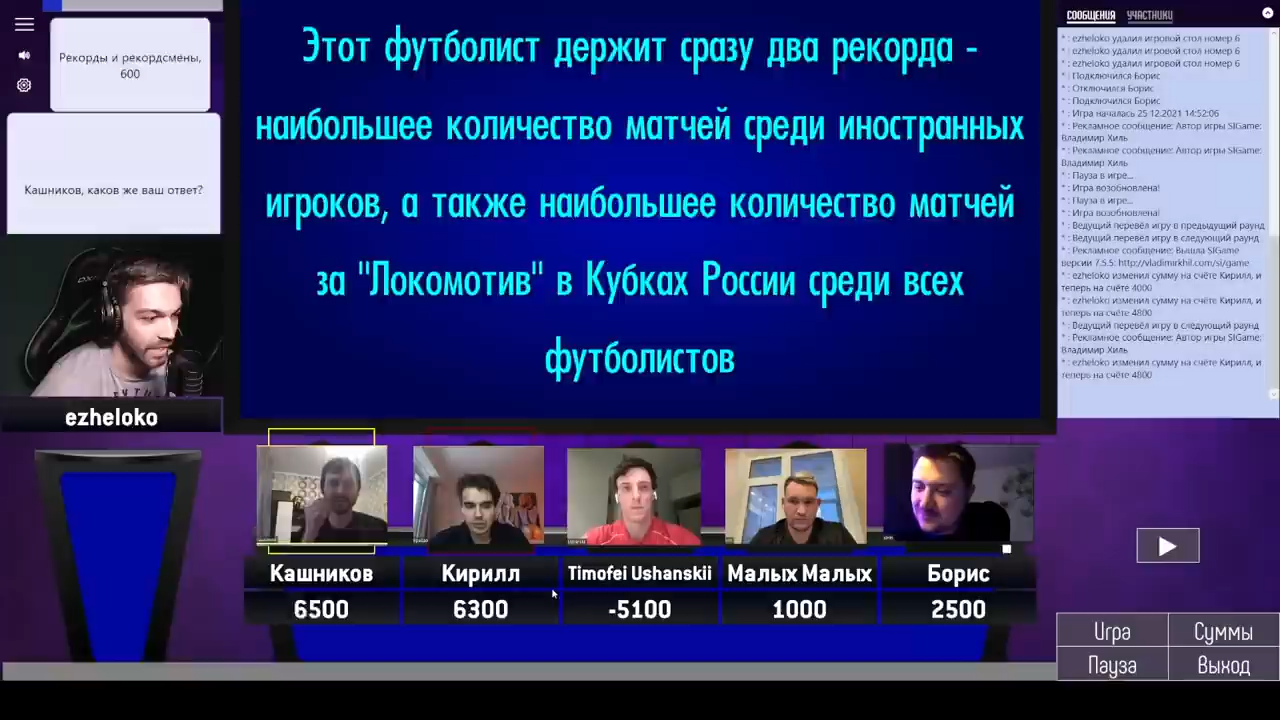 Рекорды и рекордсмены,
600
Кашников, каков же ваш ответ?
ezheloko
Этот футболист держит сразу два рекорда -
наибольшее количество матчей среди иностранных
игроков, а также наибольшее количество матчей
за "Локомотив" в Кубках России среди всех
футболистов
СООБЩЕНИЯ УЧАСТНИКИ
* : ezheloko удалил игровой стол номер 6
* : ezheloko удалил игровой стол номер 6
* : ezheloko удалил игровой стол номер 6
* : Подключился Борис
* : Отключился Борис
* : Подключился Борис
* : Игра началась 25.12.2021 14:52:06
* : Рекламное сообщение: Автор игры SIGame:
Владимир Хиль
* : Рекламное сообщение: Автор игры SIGame:
Владимир Хиль
* : Пауза в игре...
* : Игра возобновлена!
* : Пауза в игре...
* : Игра возобновлена!
* : Ведущий перевёл игру в предыдущий раунд
* : Ведущий перевёл игру в следующий раунд
* : Рекламное сообщение: Вышла SIGame
версии 7.5.5: http://vladimirkhil.com/si/game
* : ezheloko изменил сумму на счёте Кирилл, и
теперь на счёте 4000
* : ezheloko изменил сумму на счёте Кирилл, и
теперь на счёте 4800
* : Ведущий перевёл игру в следующий раунд
* : Рекламное сообщение: Автор игры SIGame:
Владимир Хиль
* : ezheloko изменил сумму на счёте Кирилл, и
теперь на счёте 4800
Кашников Кирилл Timofei Ushanskii Малых Малых Борис
6500 6300 -5100 1000 2500
Игра Суммы
Пауза Выход